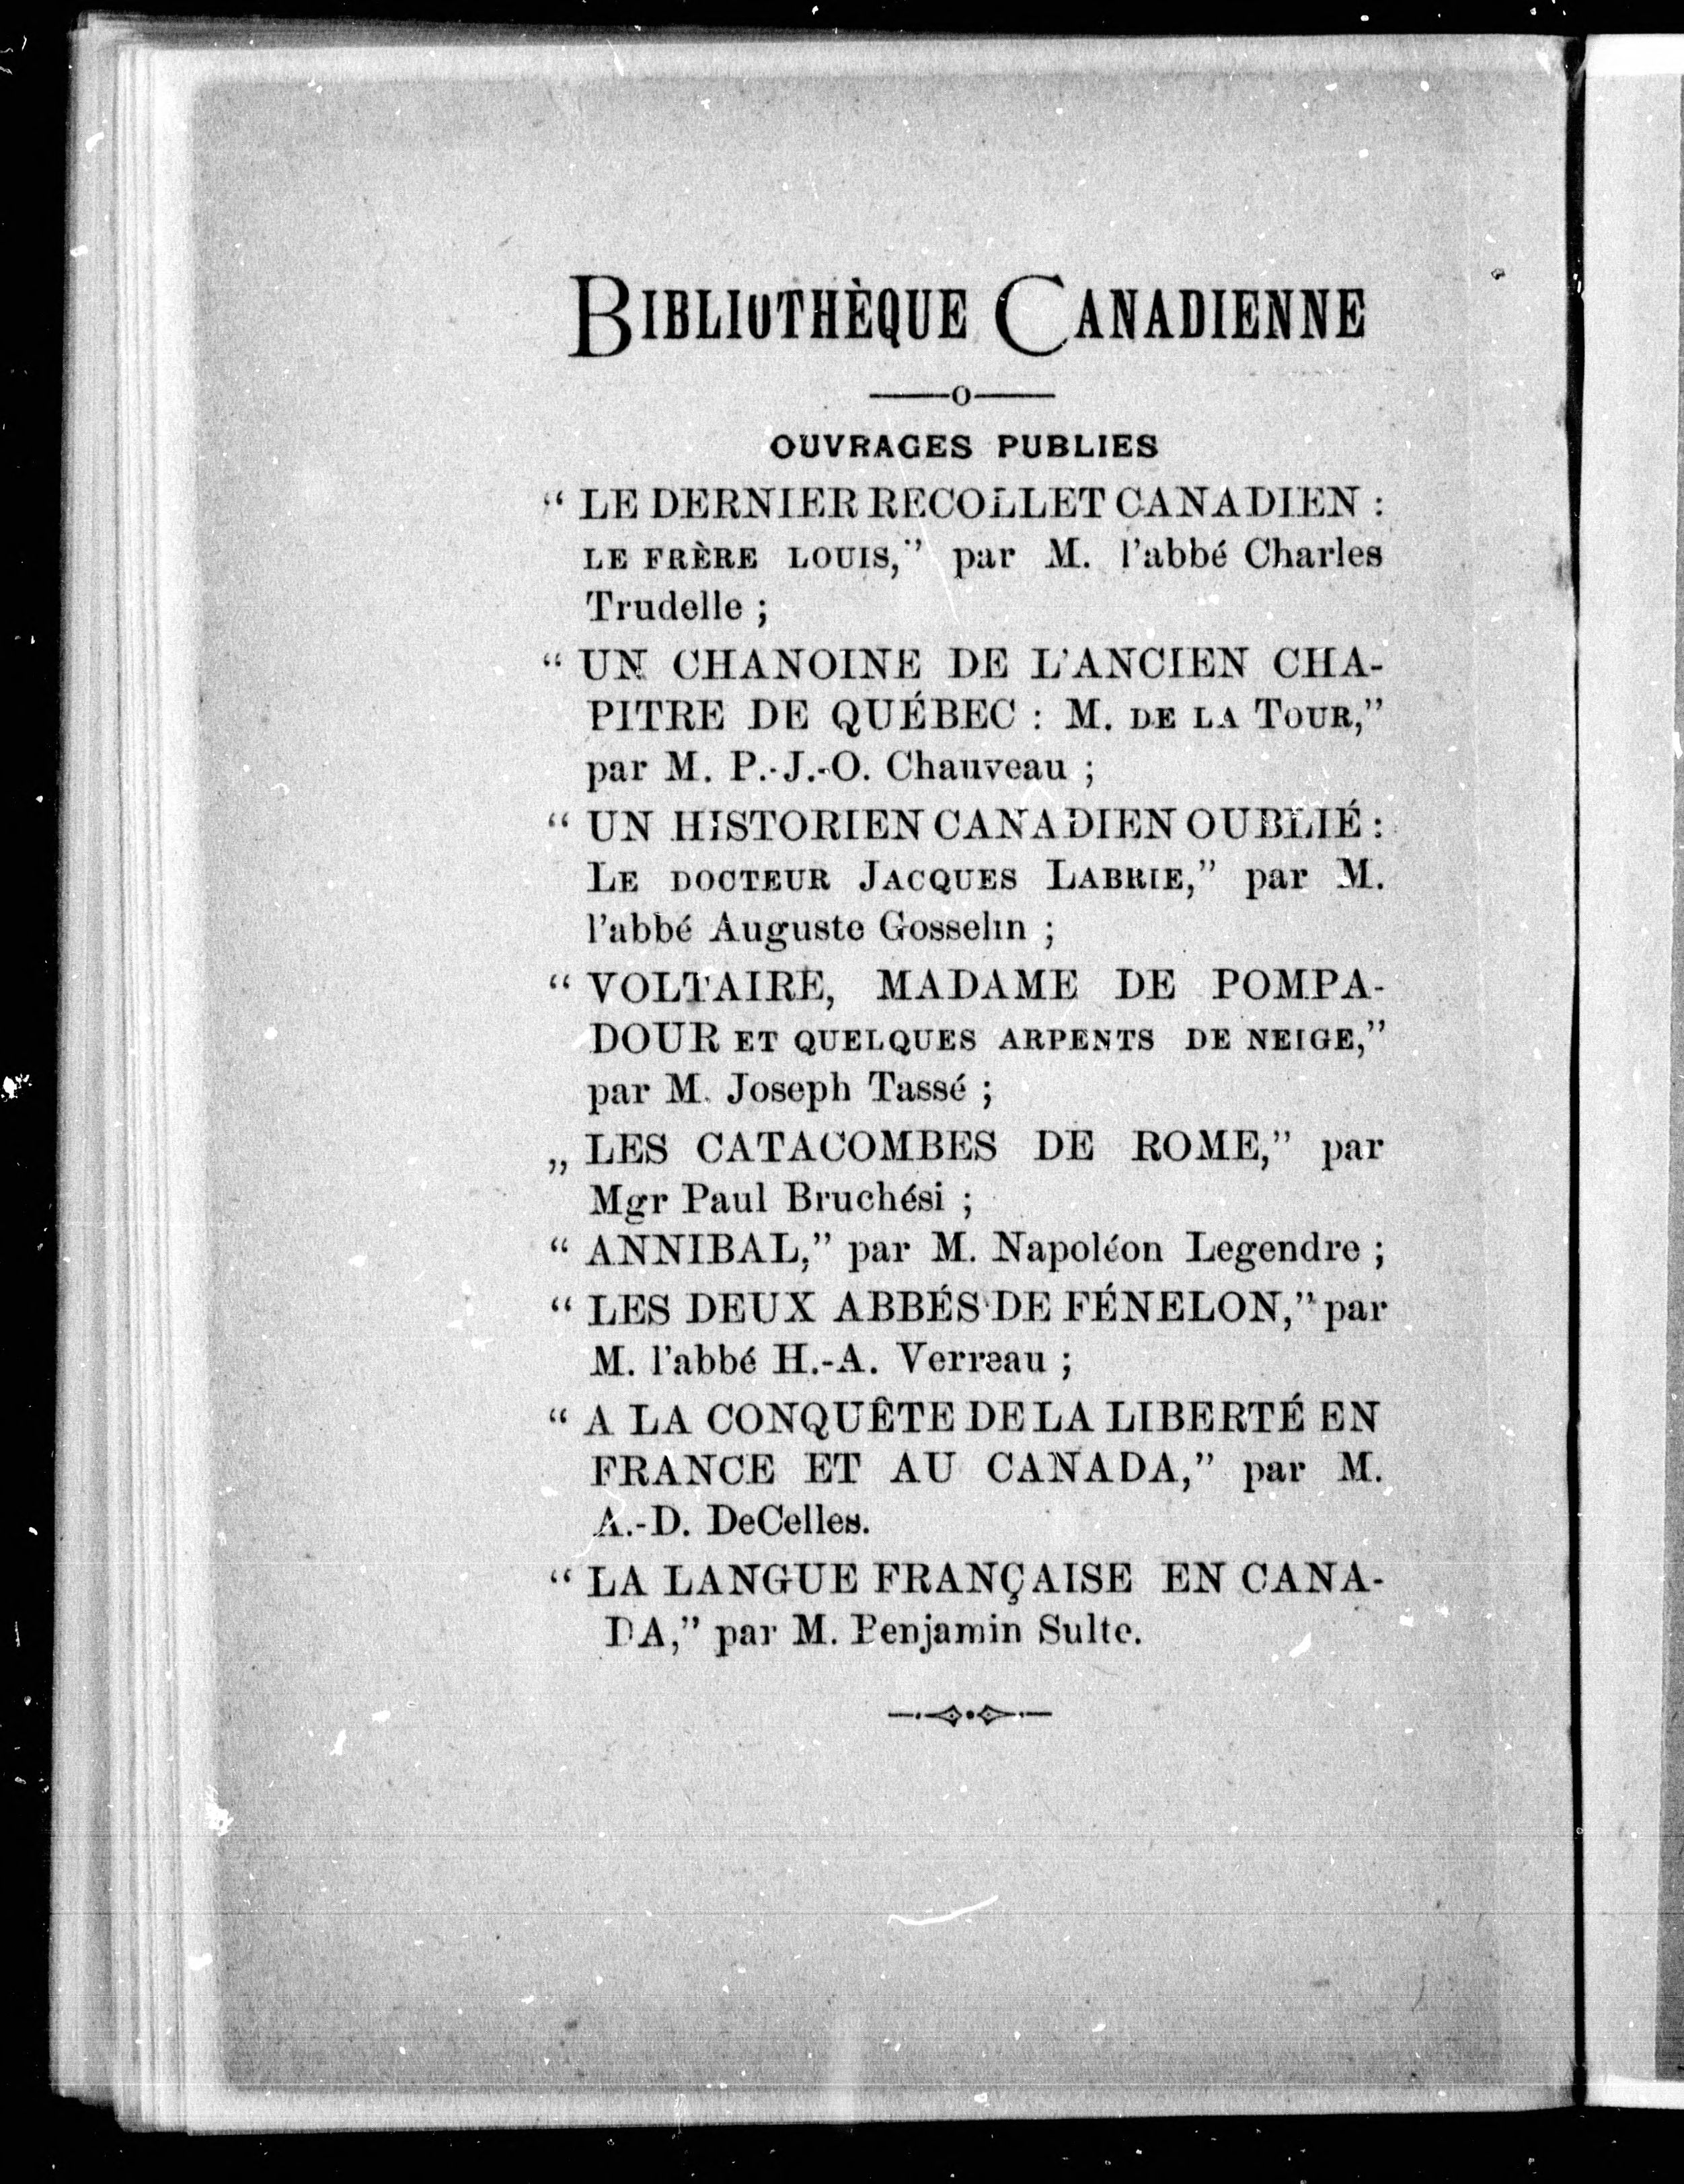 BIBLIOTHÈQUE CANADIENNE
OUVRAGES PUBLIES
“ LE DERNIER RECOLLET CANADIEN :
LE FRÈRE LOUIS,” par M. l’abbé Charles
Trudelle ;
“ UN CHANOINE DE L’ANCIEN CHA-
PITRE DE QUÉBEC : M. DE LA TOUR,”
par M. P.-J.-O. Chauveau ;
“ UN HISTORIEN CANADIEN OUBLIÉ :
LE DOCTEUR JACQUES LABRIE,” par M.
l’abbé Auguste Gosselin ;
“ VOLTAIRE, MADAME DE POMPA-
DOUR ET QUELQUES ARPENTS DE NEIGE,”
par M. Joseph Tassé ;
„ LES CATACOMBES DE ROME,” par
Mgr Paul Bruchési ;
“ ANNIBAL,” par M. Napoléon Legendre ;
“ LES DEUX ABBÉS DE FÉNELON,” par
M. l’abbé H.-A. Verreau ;
“ A LA CONQUÊTE DE LA LIBERTÉ EN
FRANCE ET AU CANADA,” par M.
A.-D. DeCelles.
“ LA LANGUE FRANÇAISE EN CANA-
DA,” par M. Benjamin Sulte.